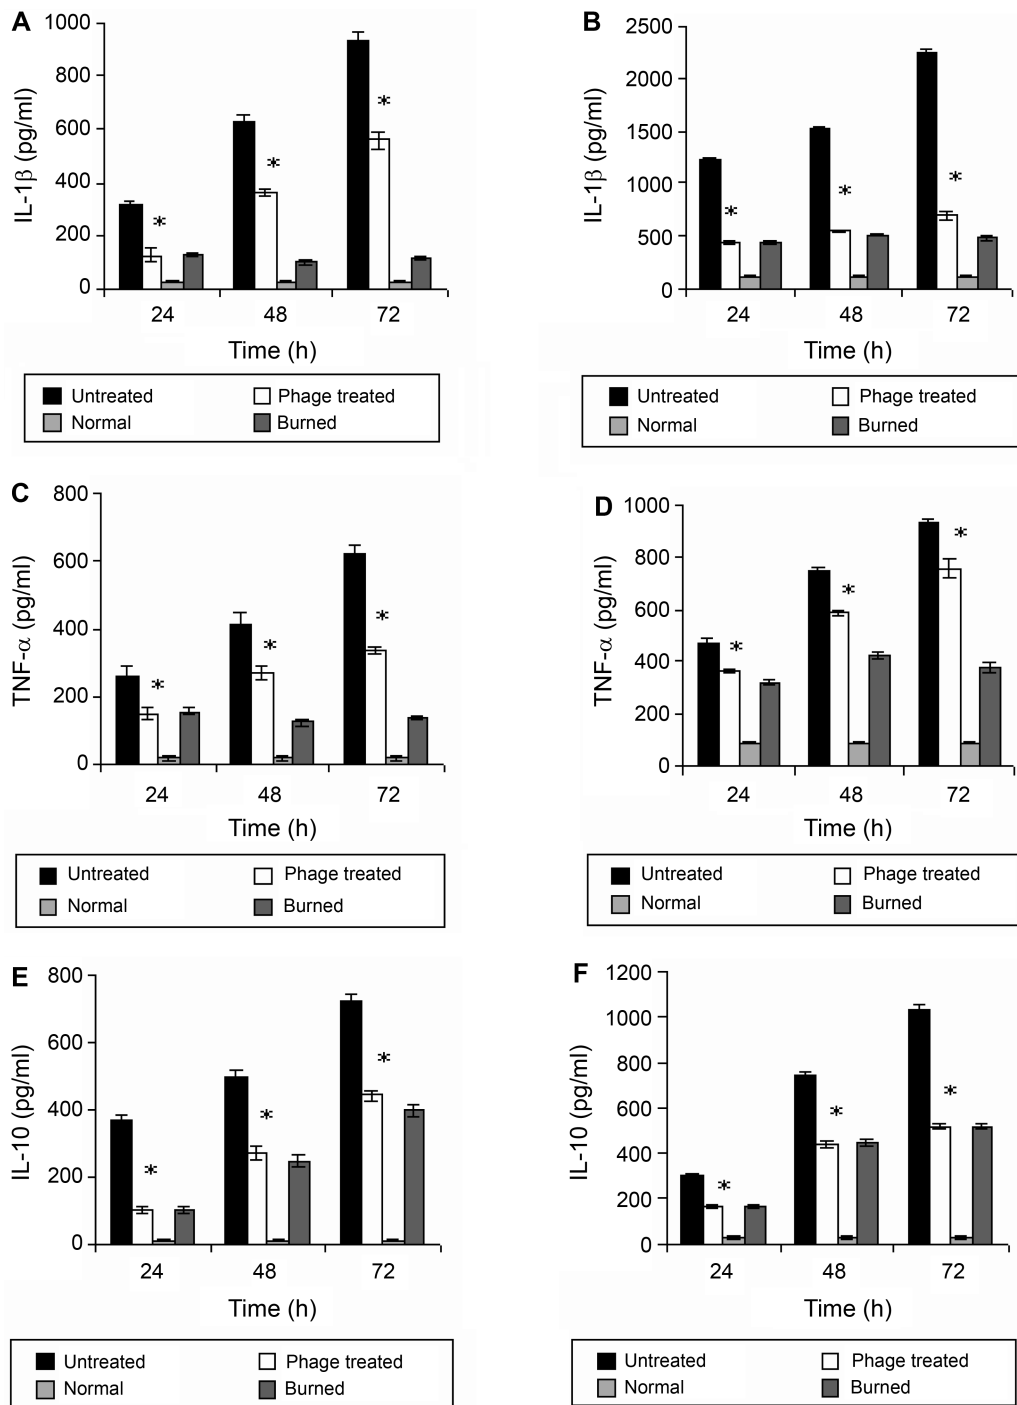 A
1000
800
600
400
200
0
IL-1β (pg/ml)
* * *
24 48 72
Time (h)
Untreated Phage treated
Normal Burned
B
2500
2000
1500
1000
500
0
IL-1β (pg/ml)
* * *
24 48 72
Time (h)
Untreated Phage treated
Normal Burned
C
800
600
400
200
0
TNF-α (pg/ml)
* * *
24 48 72
Time (h)
Untreated Phage treated
Normal Burned
D
1000
800
600
400
200
0
TNF-α (pg/ml)
* * *
24 48 72
Time (h)
Untreated Phage treated
Normal Burned
E
800
600
400
200
0
IL-10 (pg/ml)
* * *
24 48 72
Time (h)
Untreated Phage treated
Normal Burned
F
1200
1000
800
600
400
200
0
IL-10 (pg/ml)
* * *
24 48 72
Time (h)
Untreated Phage treated
Normal Burned